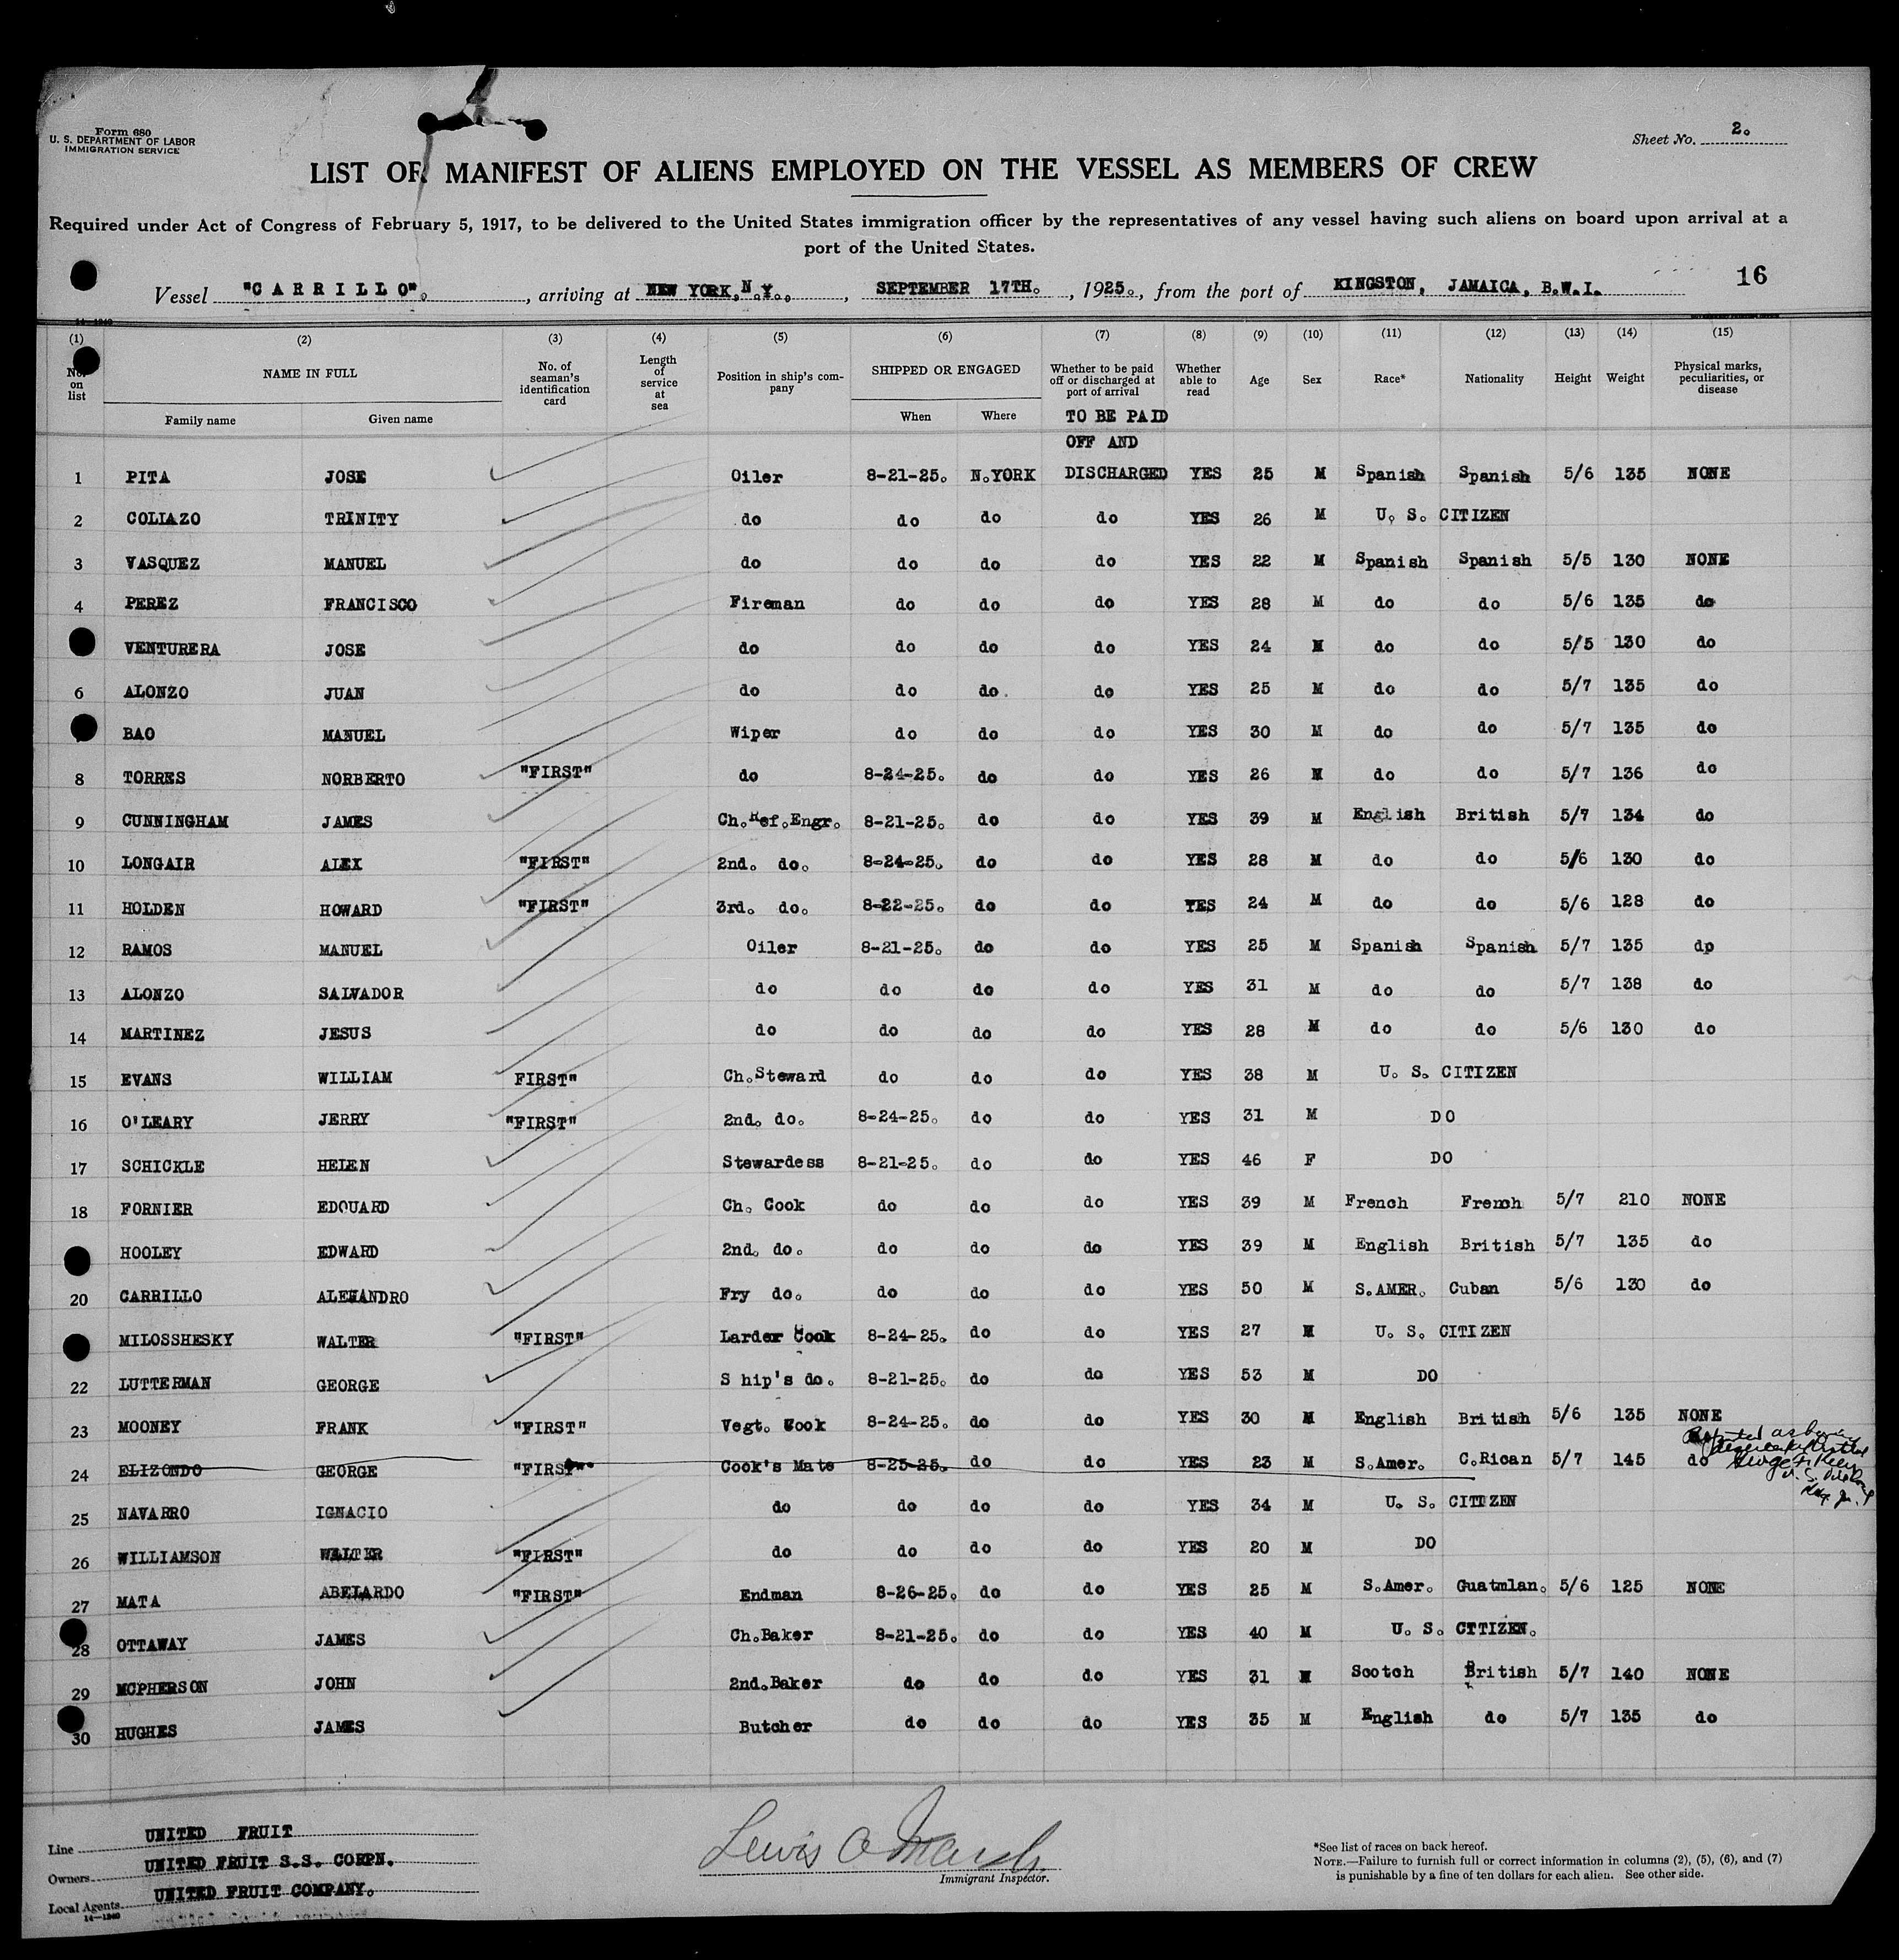 Form 680
U. S. DEPARTMENT OF LABOR
IMMIGRATION SERVICE
Sheet No. 2.
LIST OR MANIFEST OF ALIENS EMPLOYED ON THE VESSEL AS MEMBERS OF CREW
Required under Act of Congress of February 5, 1917, to be delivered to the United States immigration officer by the representatives of any vessel having such aliens on board upon arrival at a
port of the United States.
16
Vessel "CARRILLO". , arriving at NEW YORK, N.Y., , SEPTEMBER 17TH. , 1925., from the port of KINGSTON, JAMAICA, B.W.I.
14-1240
(1) (2) (3) (4) (5) (6) (7) (8) (9) (10) (11) (12) (13) (14) (15)
No. on list NAME IN FULL No. of seaman's identification card Length of service at sea Position in ship's company SHIPPED OR ENGAGED Whether to be paid off or discharged at port of arrival Whether able to read Age Sex Race* Nationality Height Weight Physical marks, peculiarities, or disease
Family name Given name When Where
TO BE PAID
OFF AND
1 PITA JOSE Oiler 8-21-25. N.YORK DISCHARGED YES 25 M Spanish Spanish 5/6 135 NONE
2 COLIAZO TRINITY do do do do YES 26 M U. S. CITIZEN
3 VASQUEZ MANUEL do do do do YES 22 M Spanish Spanish 5/5 130 NONE
4 PEREZ FRANCISCO Fireman do do do YES 28 M do do 5/6 135 do
VENTURERA JOSE do do do do YES 24 M do do 5/5 130 do
6 ALONZO JUAN do do do. do YES 25 M do do 5/7 135 do
BAO MANUEL Wiper do do do YES 30 M do do 5/7 135 do
8 TORRES NORBERTO "FIRST" do 8-24-25. do do YES 26 M do do 5/7 136 do
9 CUNNINGHAM JAMES Ch.Ref.Engr. 8-21-25. do do YES 39 M English British 5/7 134 do
10 LONGAIR ALEX "FIRST" 2nd. do. 8-24-25. do do YES 28 M do do 5/6 130 do
11 HOLDEN HOWARD "FIRST" 3rd. do. 8-22-25. do do YES 24 M do do 5/6 128 do
12 RAMOS MANUEL Oiler 8-21-25. do do YES 25 M Spanish Spanish 5/7 135 dp
13 ALONZO SALVADOR do do do do YES 31 M do do 5/7 138 do
14 MARTINEZ JESUS do do do do YES 28 M do do 5/6 130 do
15 EVANS WILLIAM FIRST" Ch.Steward do do do YES 38 M U. S. CITIZEN
16 O'LEARY JERRY "FIRST" 2nd. do. 8-24-25. do do YES 31 M DO
17 SCHICKLE HELEN Stewardess 8-21-25. do do YES 46 F DO
18 FORNIER EDOUARD Ch. Cook do do do YES 39 M French French 5/7 210 NONE
HOOLEY EDWARD 2nd. do. do do do YES 39 M English British 5/7 135 do
20 CARRILLO ALEHANDRO Fry do. do do do YES 50 M S.AMER. Cuban 5/6 130 do
MILOSSHESKY WALTER "FIRST" Larder Cook 8-24-25. do do YES 27 M U. S. CITIZEN
22 LUTTERMAN GEORGE S hip's do. 8-21-25. do do YES 53 M DO
23 MOONEY FRANK "FIRST" Vegt. Cook 8-24-25. do do YES 30 M English British 5/6 135 NONE
24 ELIZONDO GEORGE "FIRST" Cook's Mate 8-25-25. do do YES 23 M S.Amer. C.Rican 5/7 145 do
25 NAVARRO IGNACIO do do do do YES 34 M U. S. CITIZEN
26 WILLIAMSON WALTER "FIRST" do do do do YES 20 M DO
27 MATA ABELARDO "FIRST" Endman 8-26-25. do do YES 25 M S.Amer. Guatmlan. 5/6 125 NONE
28 OTTAWAY JAMES Ch.Baker 8-21-25. do do YES 40 M U. S. CTTIZEN.
29 MCPHERSON JOHN 2nd.Baker do do do YES 31 M Scotch British 5/7 140 NONE
30 HUGHES JAMES Butcher do do do YES 35 M English do 5/7 135 do
Line UNITED FRUIT
Owners UNITED FRUIT S.S. CORPN.
Local Agents UNITED FRUIT COMPANY.
14-1240
Lewis O Marsh.
Immigrant Inspector.
*See list of races on back hereof.
NOTE.—Failure to furnish full or correct information in columns (2), (5), (6), and (7)
is punishable by a fine of ten dollars for each alien. See other side.